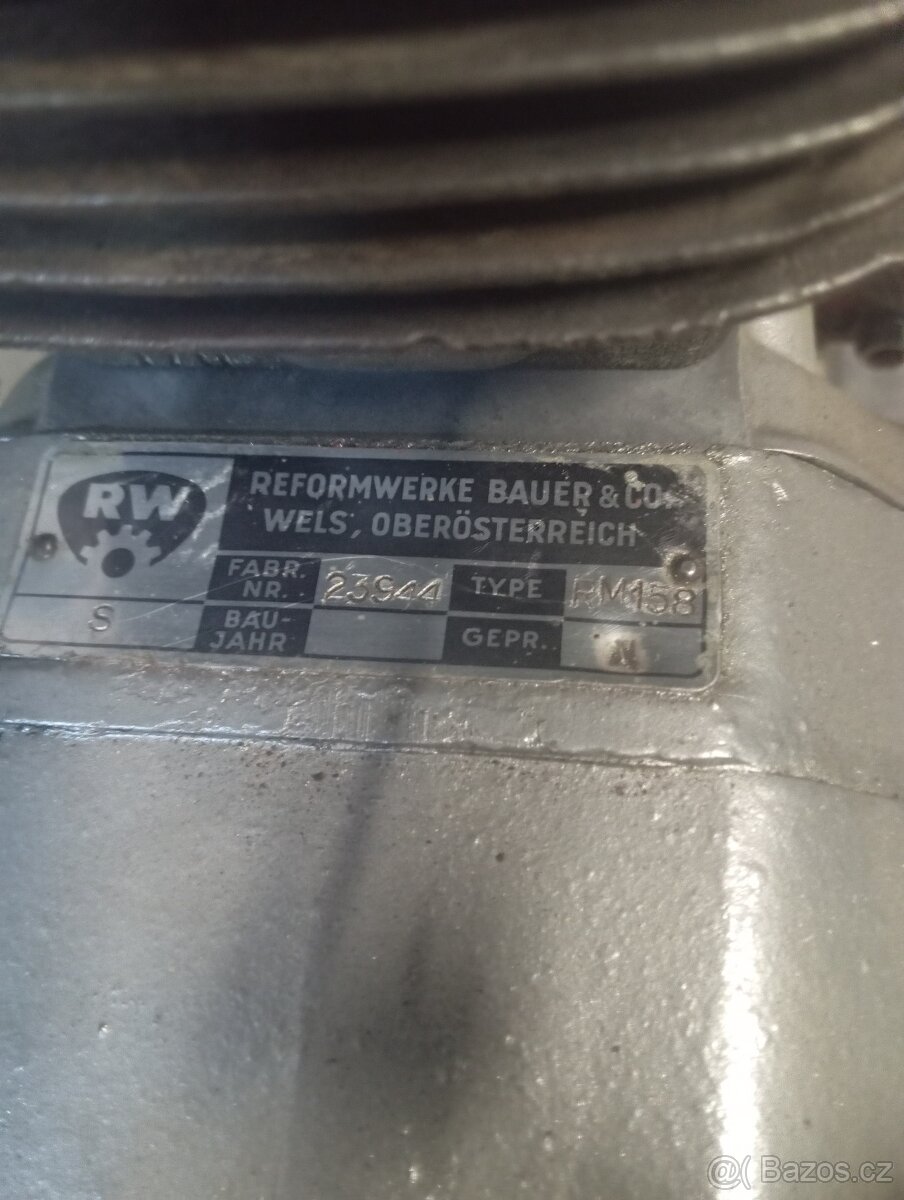 RW
REFORMWERKE BAUER & CO.
WELS, OBERÖSTERREICH
FABR. NR. 23944 TYPE RM158
S BAU-JAHR GEPR. N
@( Bazos.cz